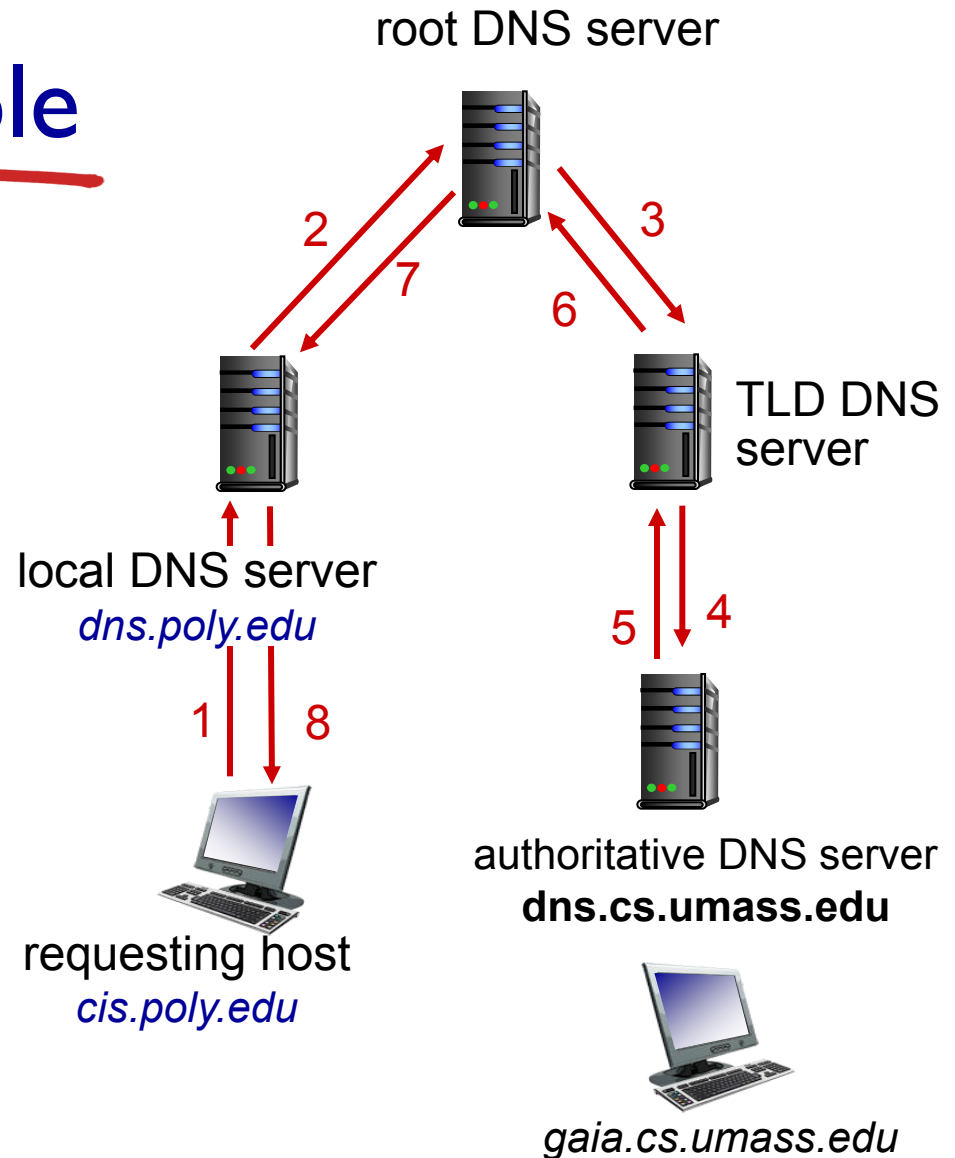 root DNS server
2
3
7
6
TLD DNS
server
local DNS server
dns.poly.edu
5
4
1
8
authoritative DNS server
dns.cs.umass.edu
requesting host
cis.poly.edu
gaia.cs.umass.edu